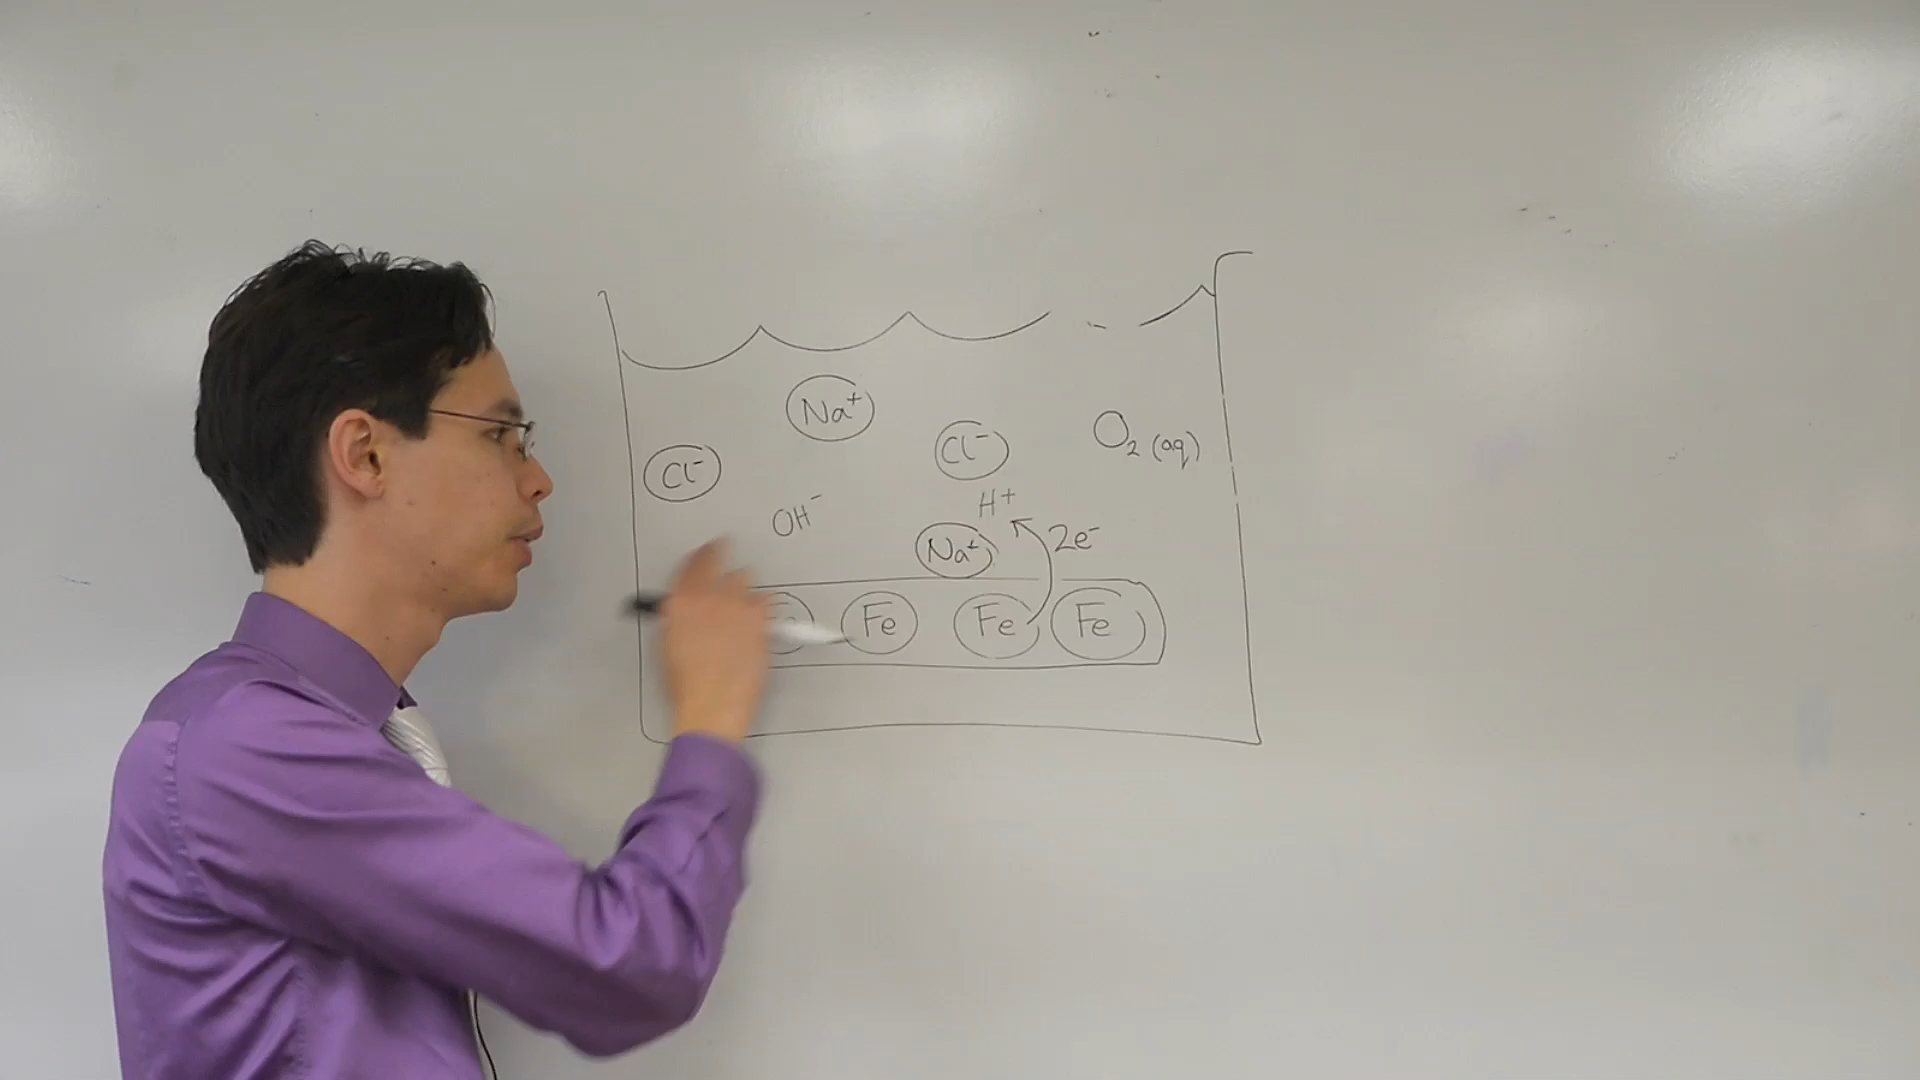 Na⁺
Cl⁻
Cl⁻
O₂ (aq)
OH⁻
H⁺
Na⁺
2e⁻
Fe Fe Fe